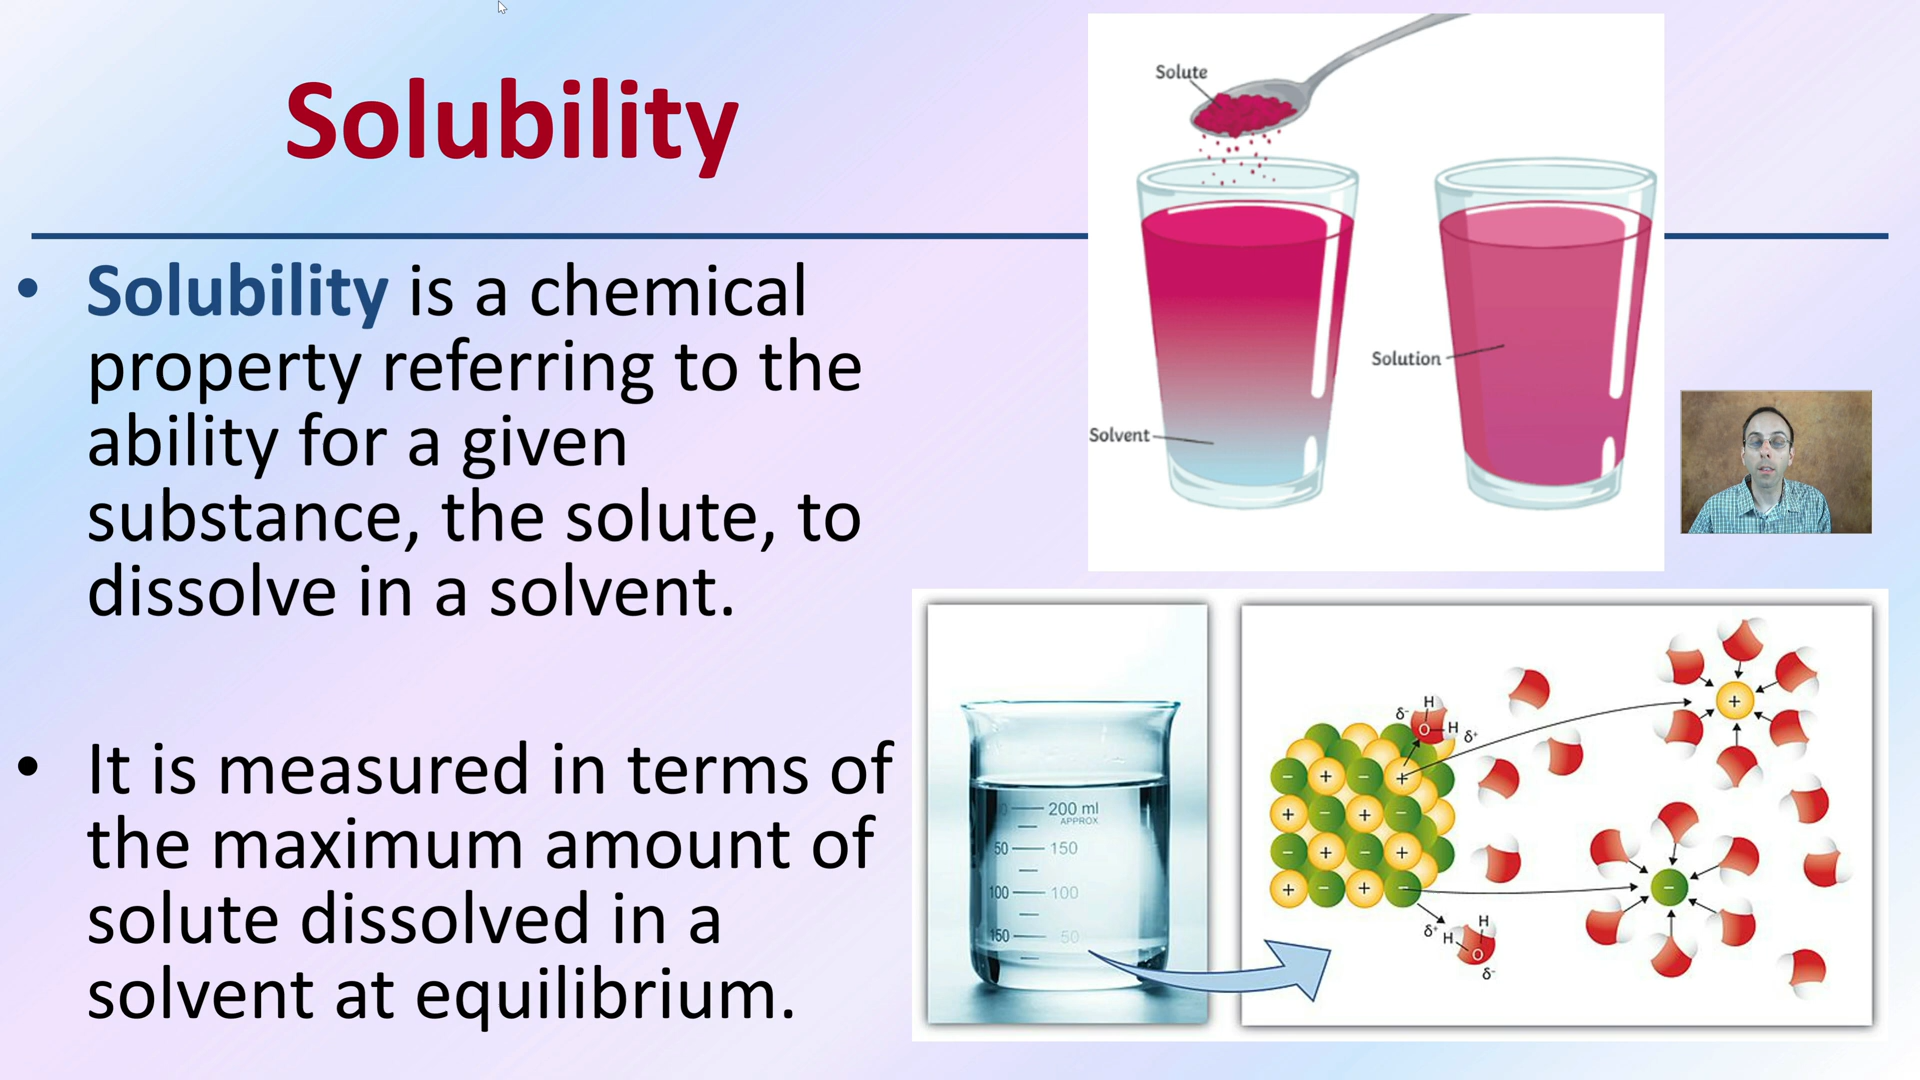 Solubility
• Solubility is a chemical
property referring to the
ability for a given
substance, the solute, to
dissolve in a solvent.
• It is measured in terms of
the maximum amount of
solute dissolved in a
solvent at equilibrium.
Solute
Solution
Solvent
0 200 ml
APPROX
50 150
100 100
150 50
H
δ⁻
O H δ⁺
+
- + - +
+ - + -
- + - +
+ - + -
-
H
δ⁺ H
O
δ⁻